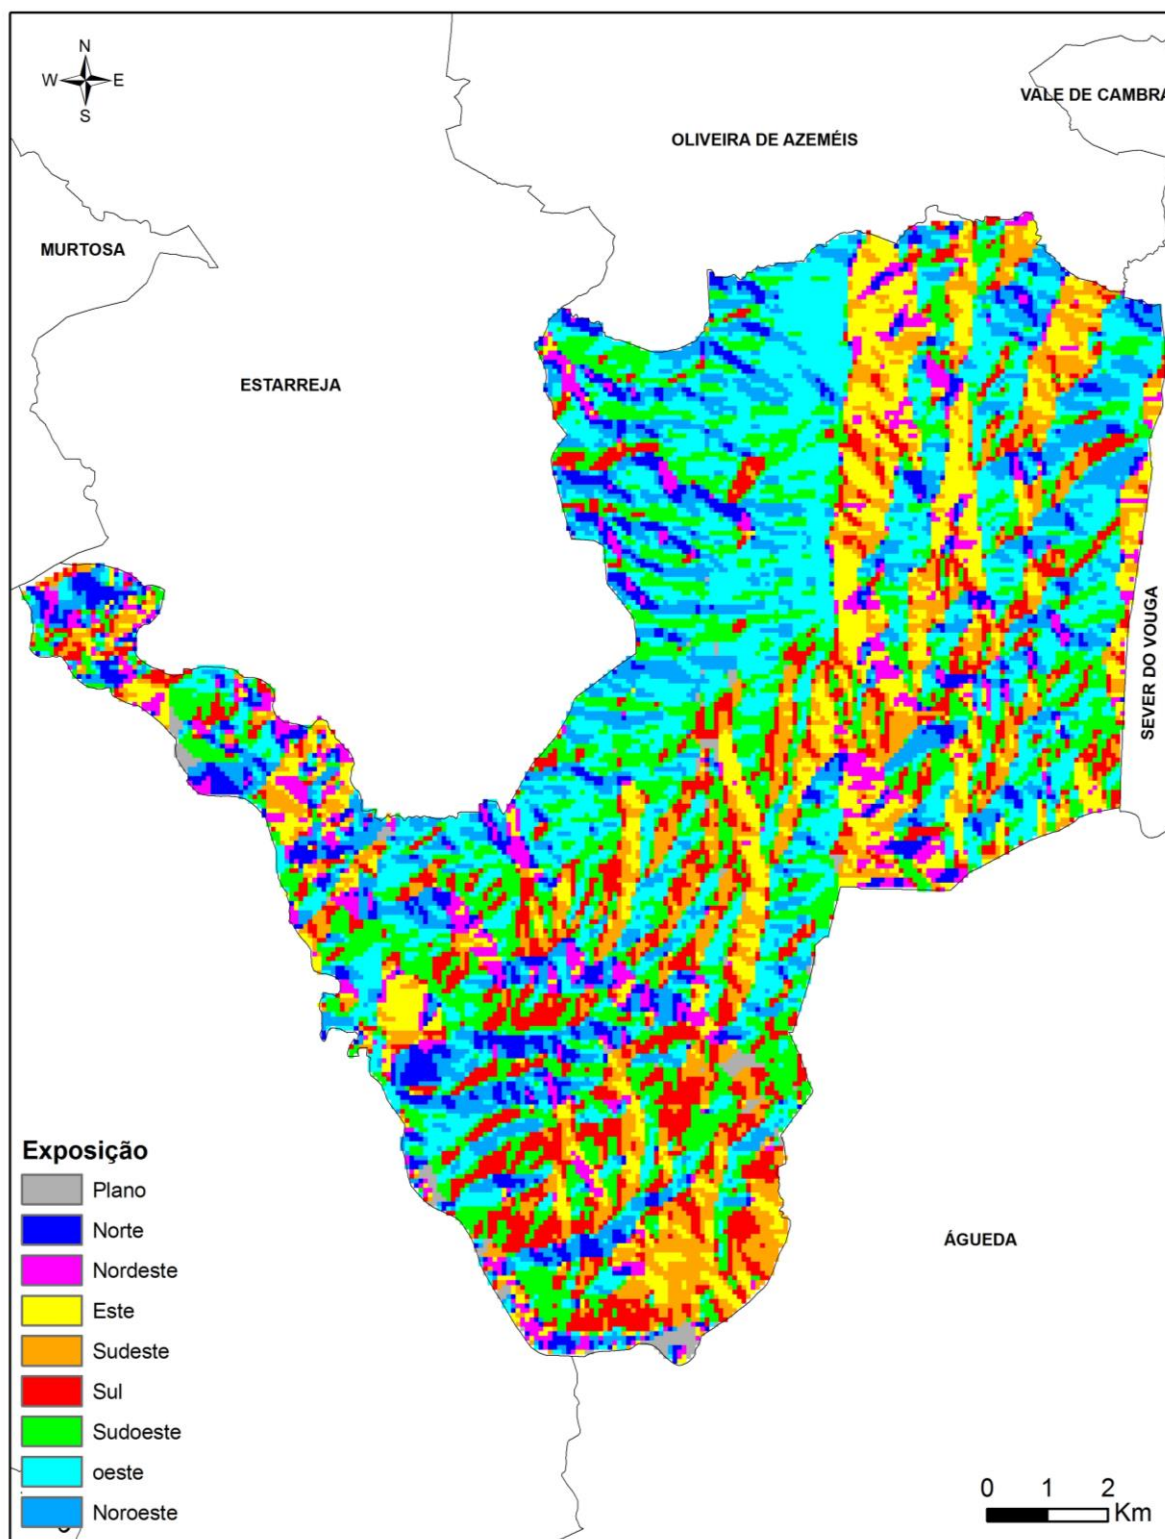 N
W E
S
VALE DE CAMBRA
OLIVEIRA DE AZEMÉIS
MURTOSA
ESTARREJA
SEVER DO VOUGA
ÁGUEDA
Exposição
Plano
Norte
Nordeste
Este
Sudeste
Sul
Sudoeste
oeste
Noroeste
0 1 2
Km